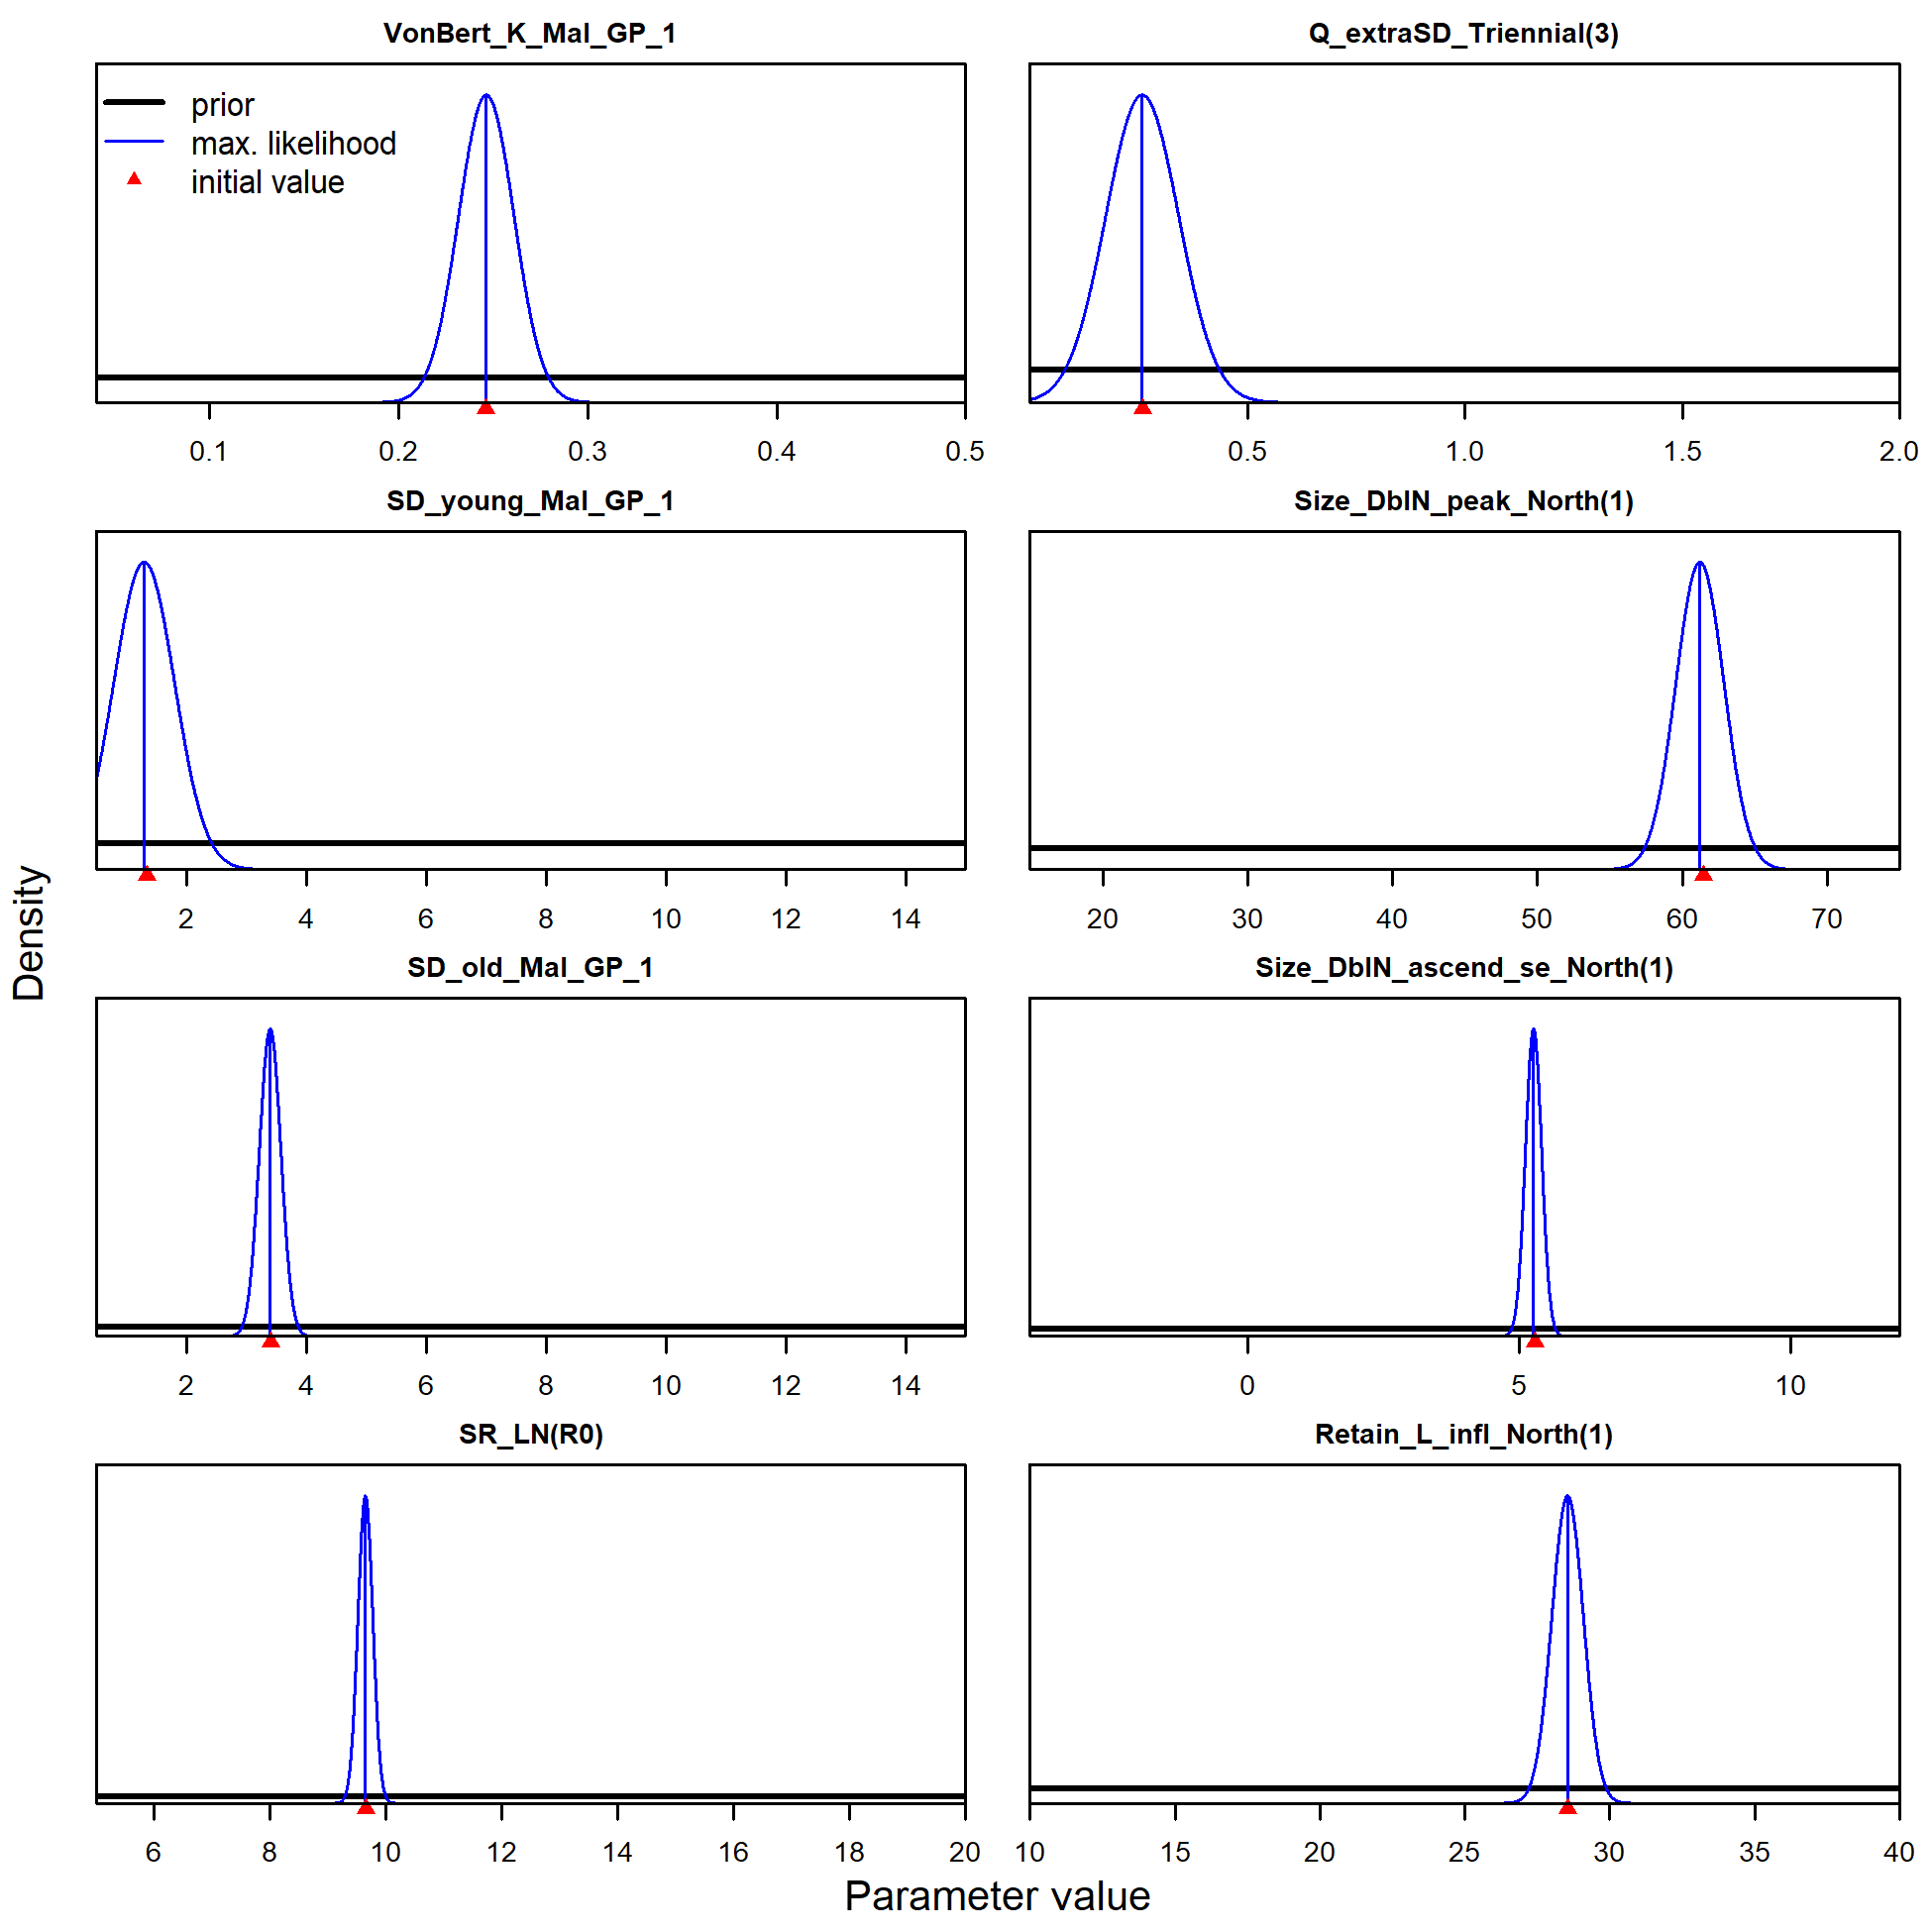 VonBert_K_Mal_GP_1
prior
max. likelihood
initial value
0.1 0.2 0.3 0.4 0.5
Q_extraSD_Triennial(3)
0.5 1.0 1.5 2.0
SD_young_Mal_GP_1
2 4 6 8 10 12 14
Size_DblN_peak_North(1)
20 30 40 50 60 70
SD_old_Mal_GP_1
2 4 6 8 10 12 14
Size_DblN_ascend_se_North(1)
0 5 10
SR_LN(R0)
6 8 10 12 14 16 18 20
Retain_L_infl_North(1)
10 15 20 25 30 35 40
Density
Parameter value